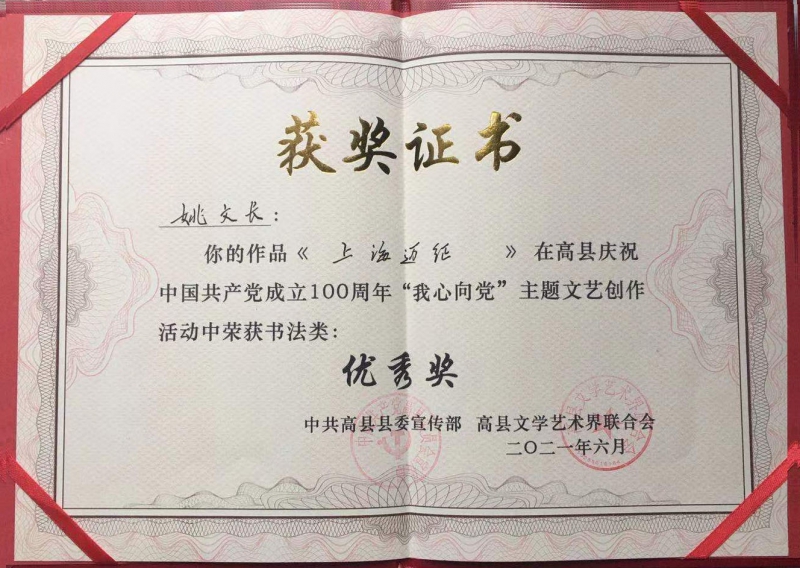 获奖证书
姚文长：
你的作品《上海迈征》在高县庆祝
中国共产党成立100周年“我心向党”主题文艺创作
活动中荣获书法类：
优秀奖
中共高县县委宣传部 高县文学艺术界联合会
二〇二一年六月